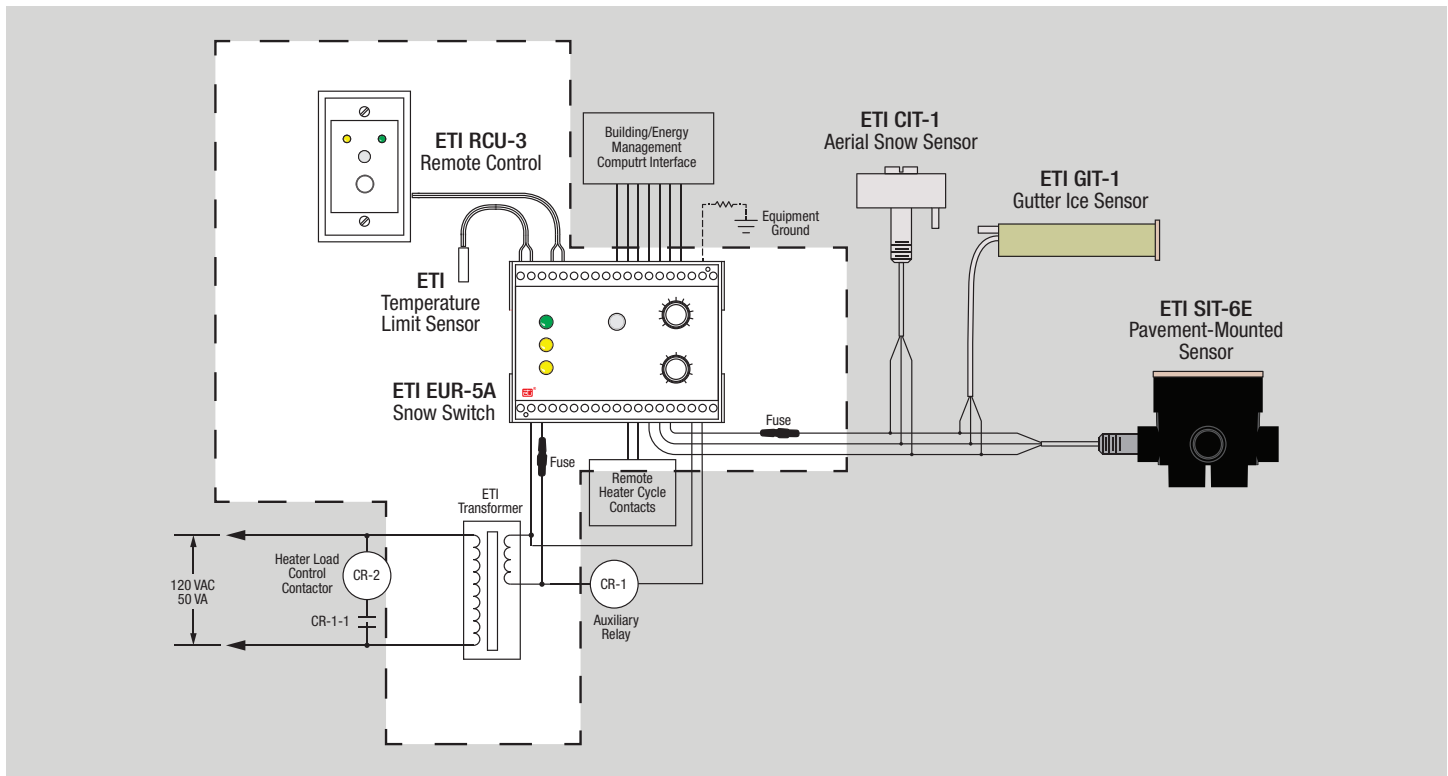 ETI RCU-3
Remote Control
Building/Energy
Management
Computrt Interface
Equipment
Ground
ETI CIT-1
Aerial Snow Sensor
ETI GIT-1
Gutter Ice Sensor
ETI
Temperature
Limit Sensor
ETI SIT-6E
Pavement-Mounted
Sensor
ETI EUR-5A
Snow Switch
ETI®
Fuse
Fuse
Remote
Heater Cycle
Contacts
ETI
Transformer
Heater Load
Control
Contactor
CR-2
120 VAC
50 VA
CR-1-1
CR-1
Auxiliary
Relay